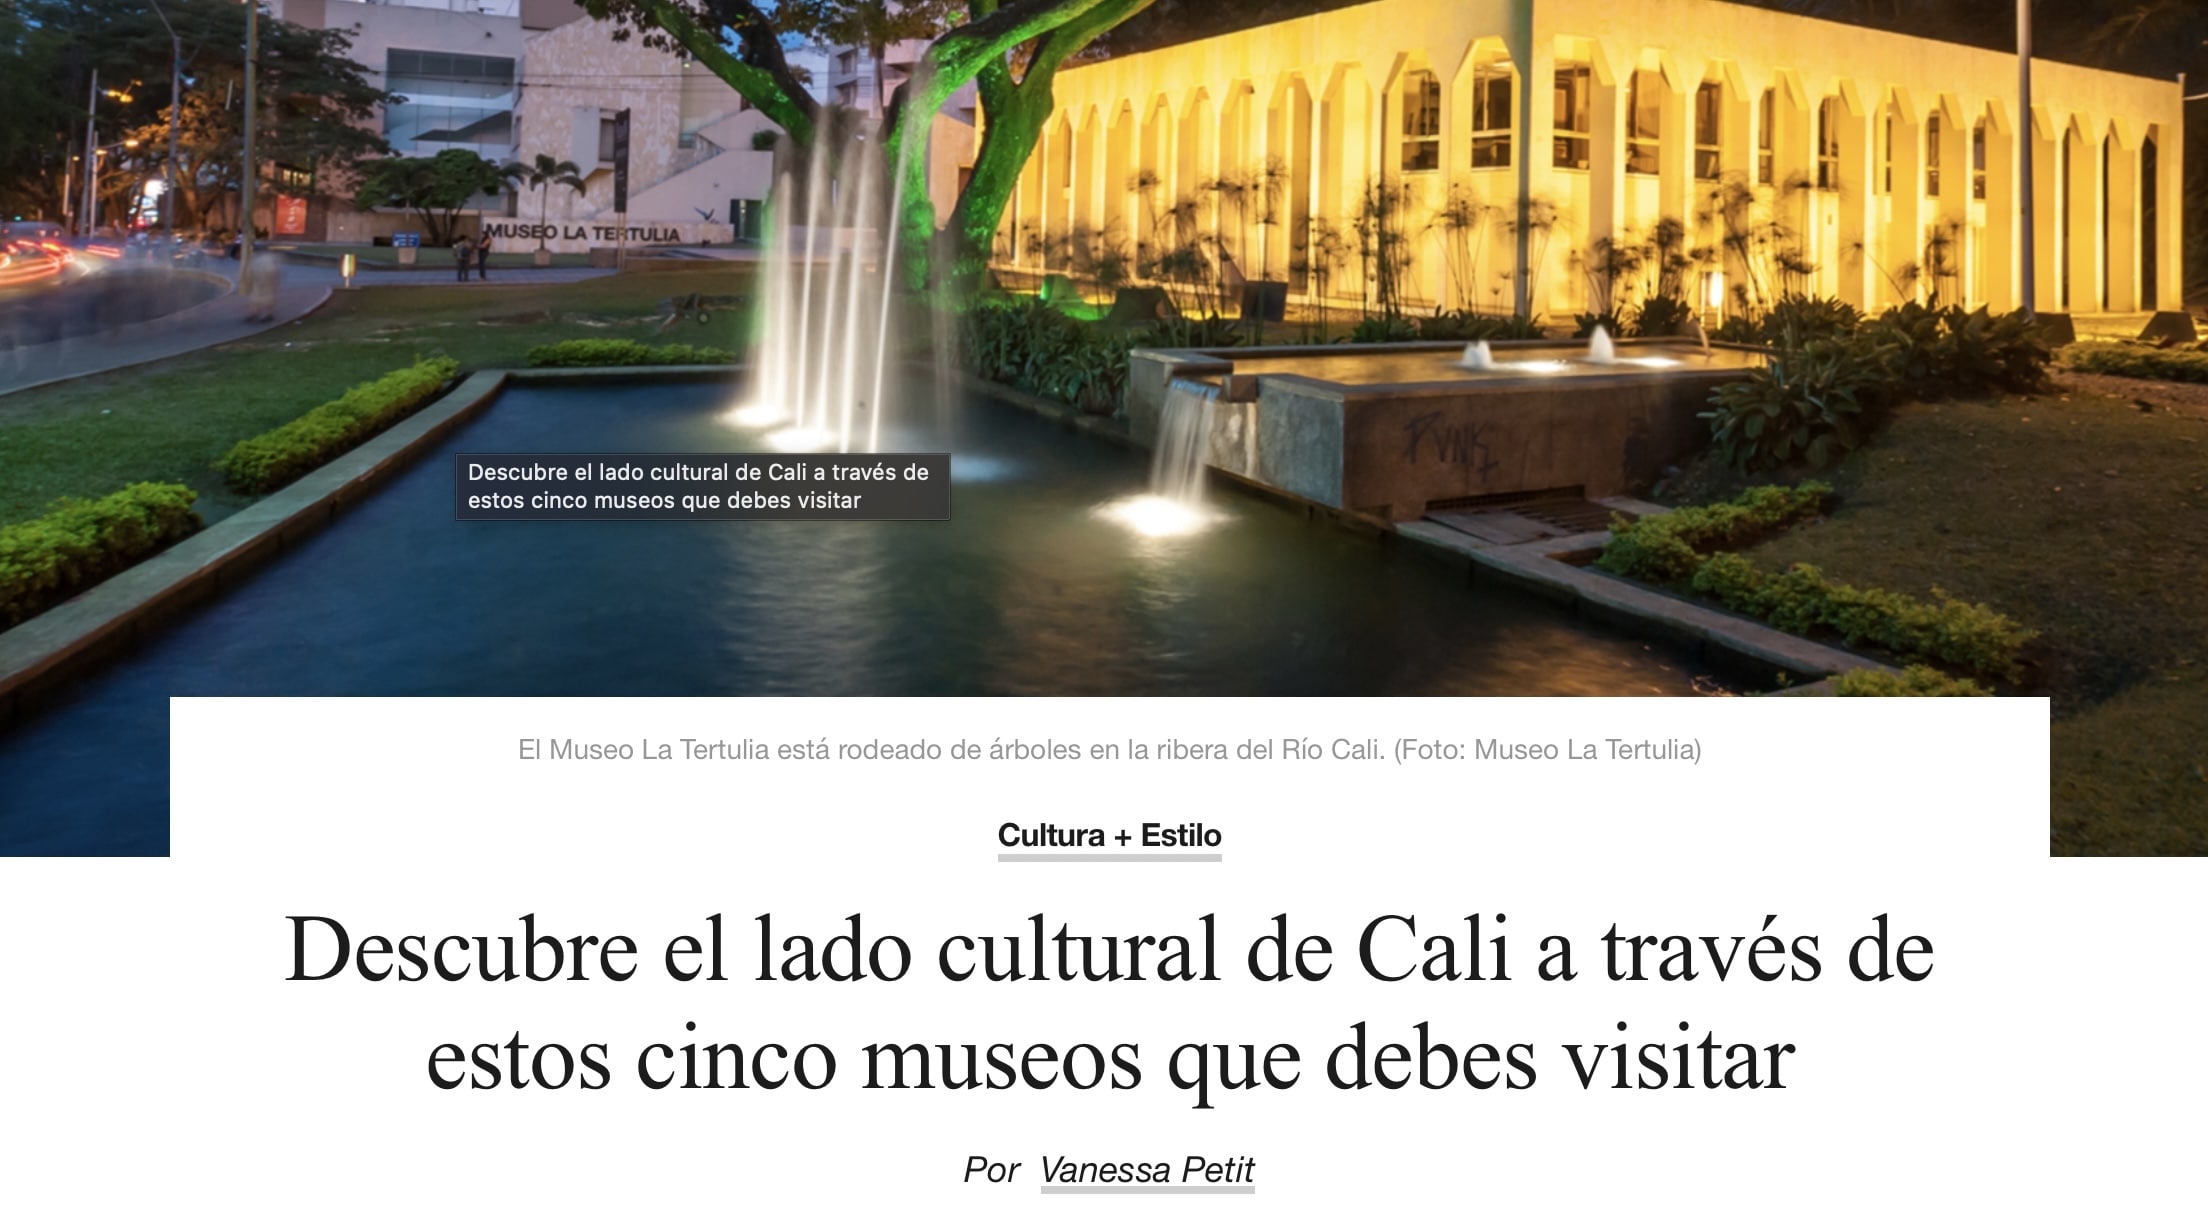 MUSEO LA TERTULIA
PUNK
Descubre el lado cultural de Cali a través de
estos cinco museos que debes visitar
El Museo La Tertulia está rodeado de árboles en la ribera del Río Cali. (Foto: Museo La Tertulia)
Cultura + Estilo
Descubre el lado cultural de Cali a través de
estos cinco museos que debes visitar
Por Vanessa Petit